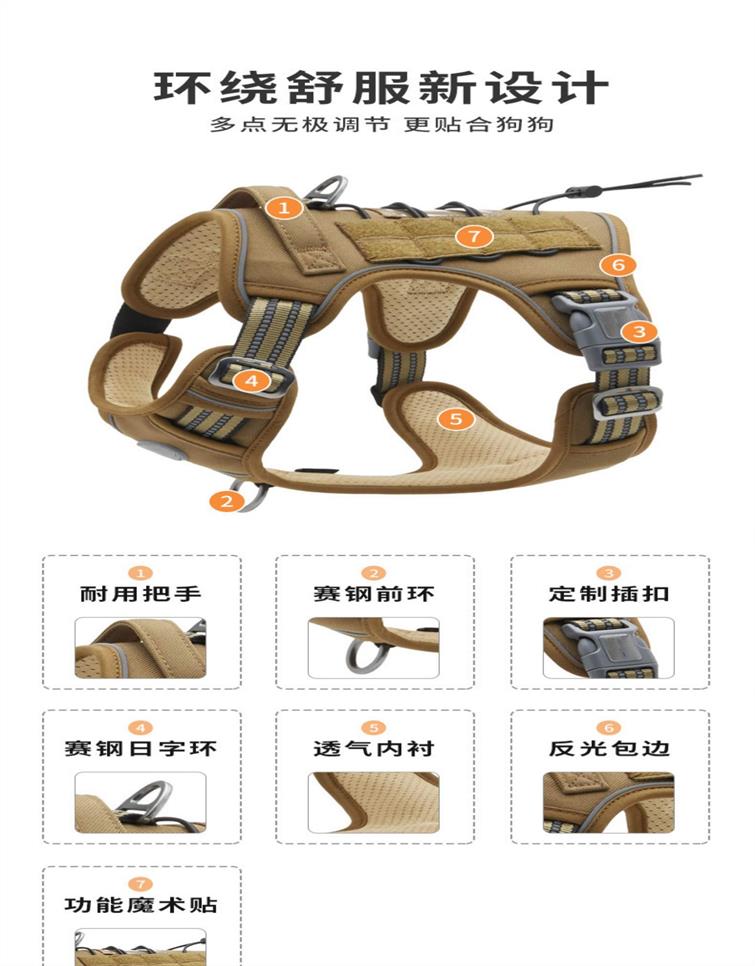 环绕舒服新设计
多点无极调节 更贴合狗狗
1
7
6
3
4
5
2
1
耐用把手
2
赛钢前环
3
定制插扣
4
赛钢日字环
5
透气内衬
6
反光包边
7
功能魔术贴